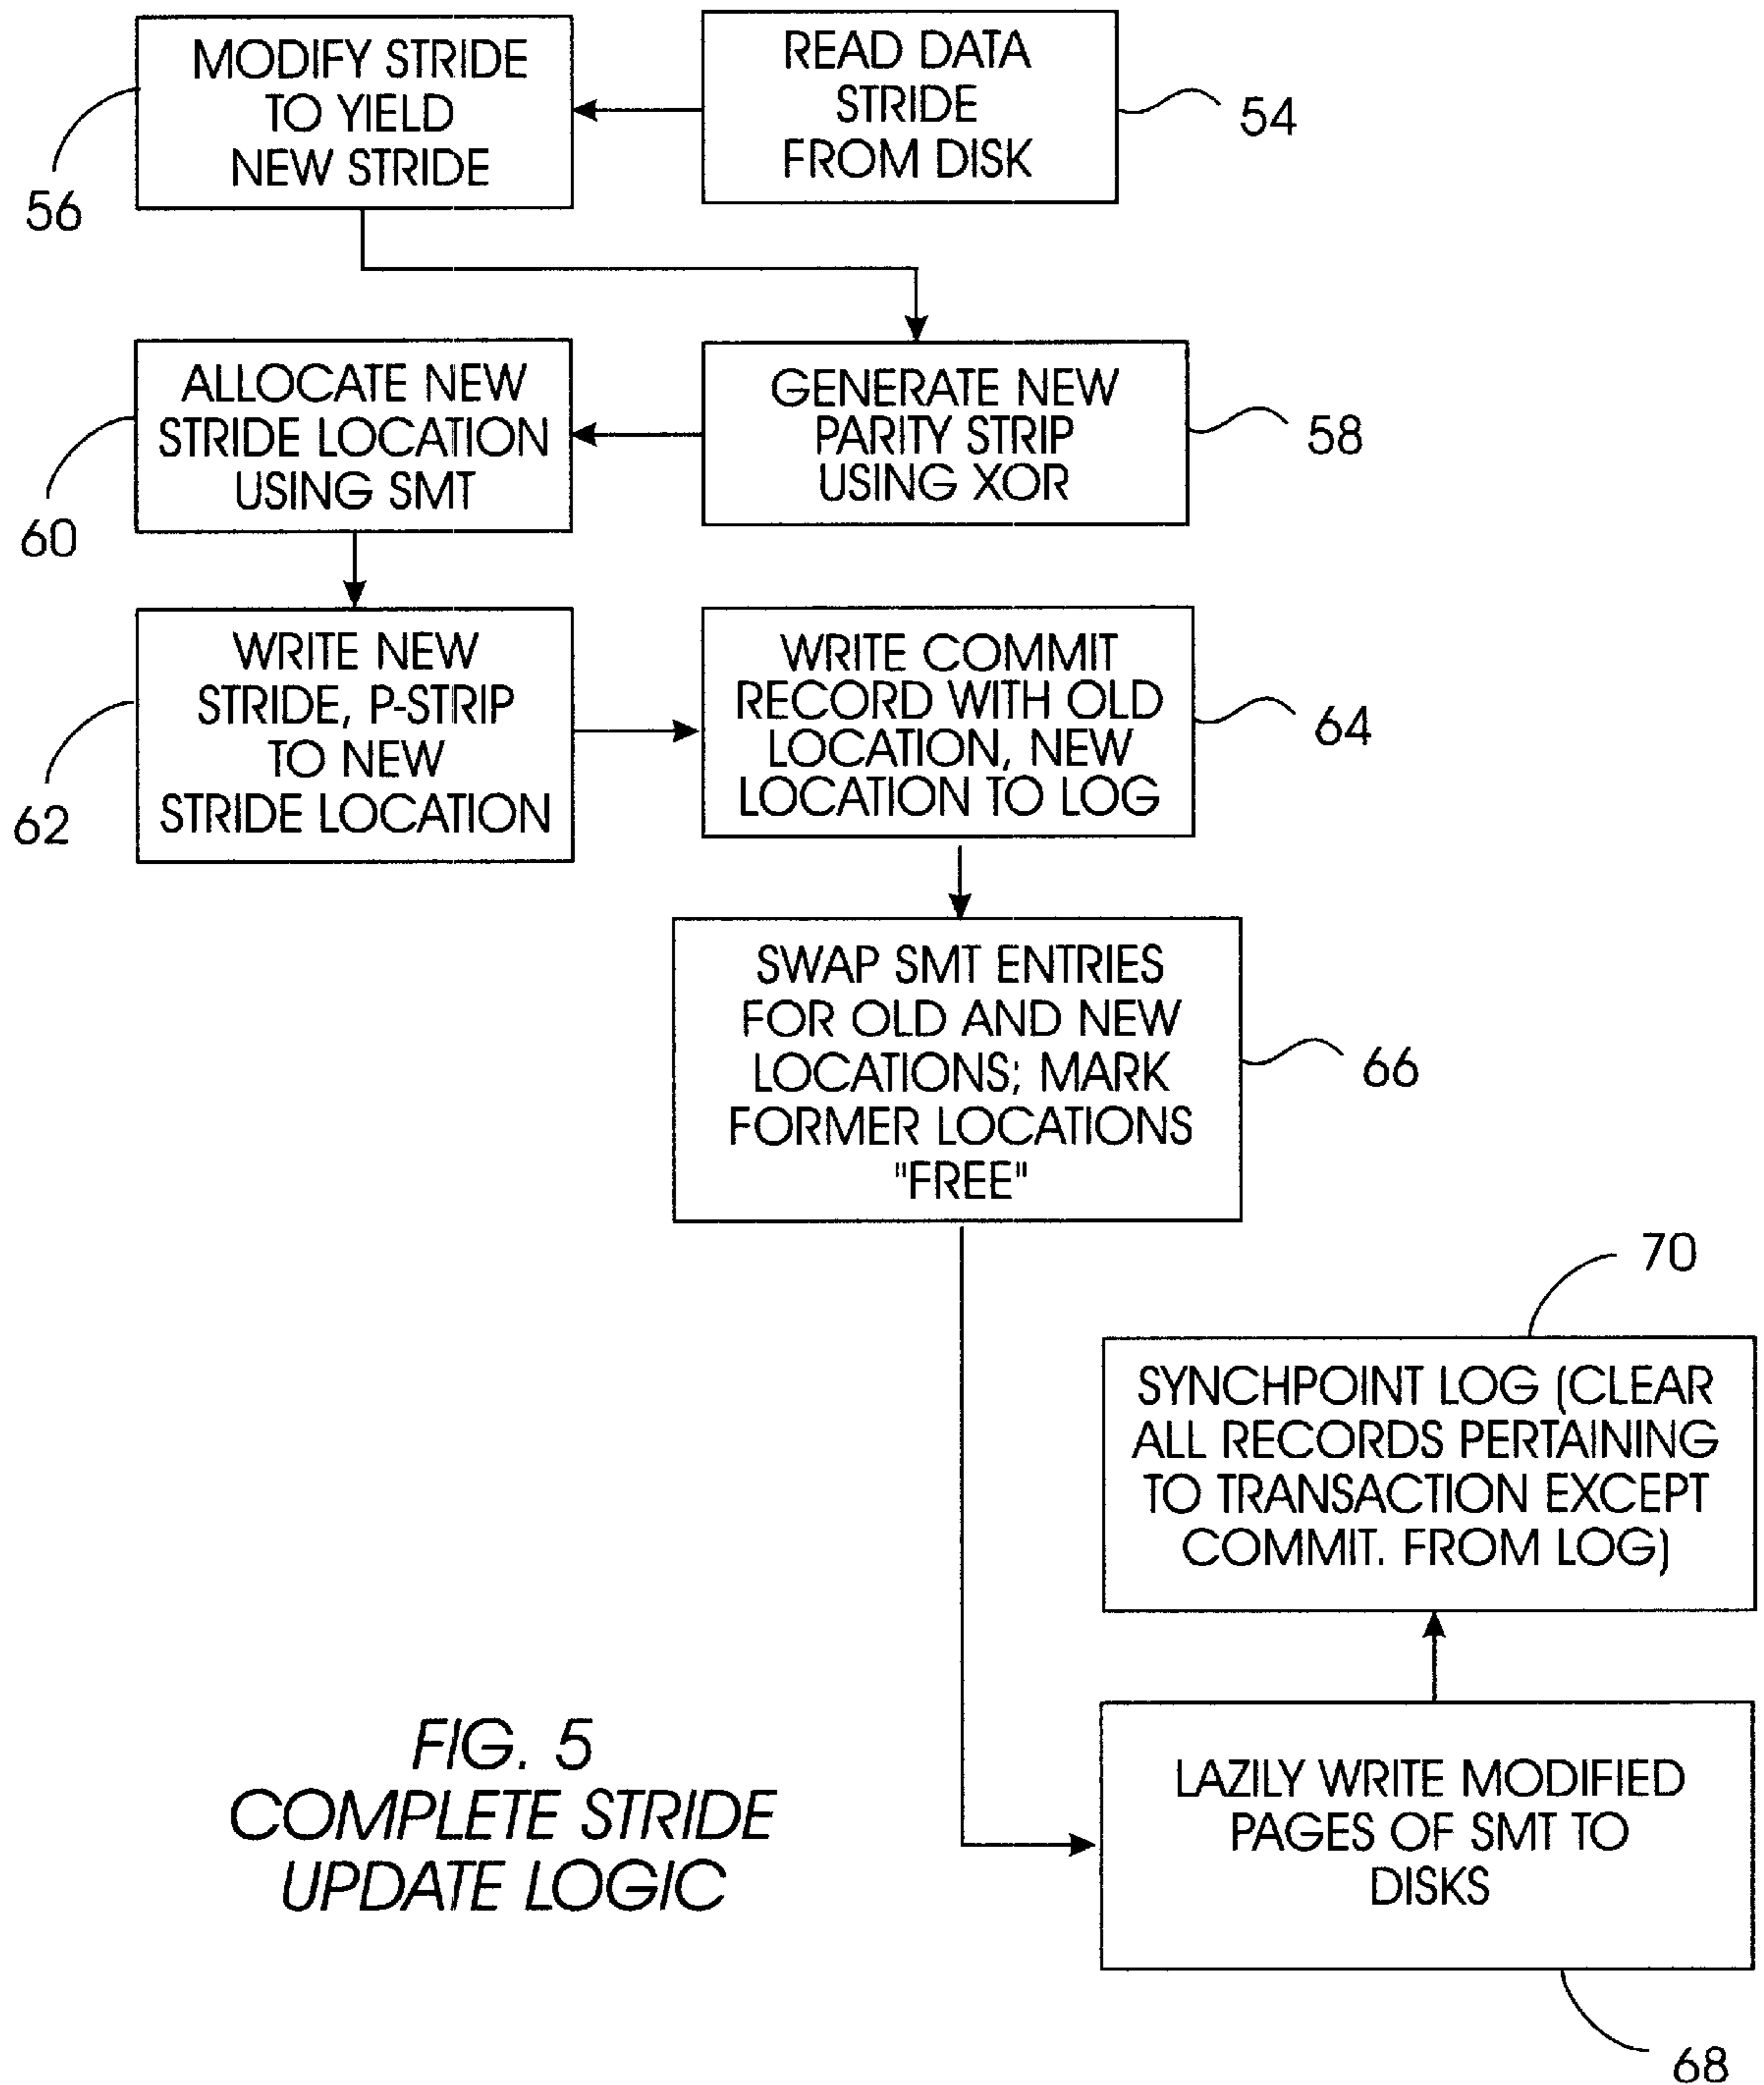 MODIFY STRIDE
TO YIELD
NEW STRIDE
56
READ DATA
STRIDE
FROM DISK
54
ALLOCATE NEW
STRIDE LOCATION
USING SMT
60
GENERATE NEW
PARITY STRIP
USING XOR
58
WRITE NEW
STRIDE, P-STRIP
TO NEW
STRIDE LOCATION
62
WRITE COMMIT
RECORD WITH OLD
LOCATION, NEW
LOCATION TO LOG
64
SWAP SMT ENTRIES
FOR OLD AND NEW
LOCATIONS; MARK
FORMER LOCATIONS
"FREE"
66
70
SYNCHPOINT LOG (CLEAR
ALL RECORDS PERTAINING
TO TRANSACTION EXCEPT
COMMIT. FROM LOG)
LAZILY WRITE MODIFIED
PAGES OF SMT TO
DISKS
68
FIG. 5
COMPLETE STRIDE
UPDATE LOGIC